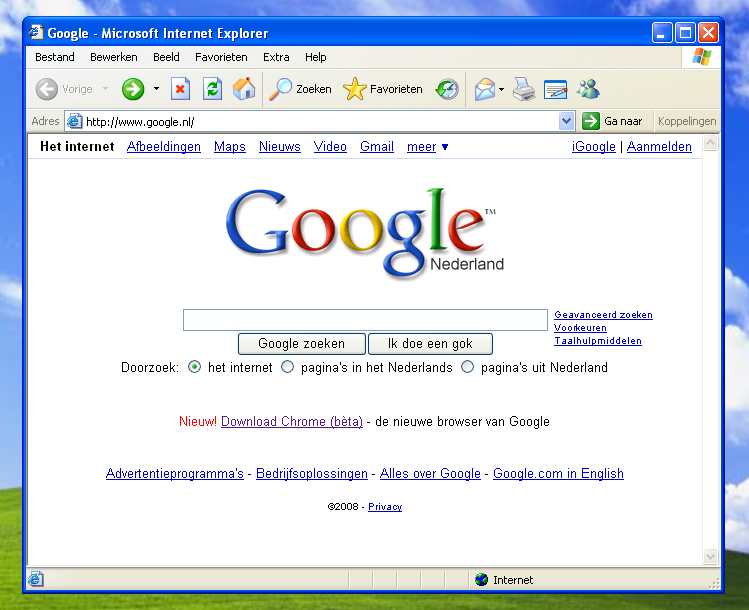 Google - Microsoft Internet Explorer
Bestand Bewerken Beeld Favorieten Extra Help
Vorige Zoeken Favorieten
Adres http://www.google.nl/ Ga naar Koppelingen
Het internet Afbeeldingen Maps Nieuws Video Gmail meer ▼ iGoogle | Aanmelden
Google™
Nederland
Geavanceerd zoeken
Voorkeuren
Taalhulpmiddelen
Google zoeken Ik doe een gok
Doorzoek: het internet pagina's in het Nederlands pagina's uit Nederland
Nieuw! Download Chrome (bèta) - de nieuwe browser van Google
Advertentieprogramma's - Bedrijfsoplossingen - Alles over Google - Google.com in English
©2008 - Privacy
Internet